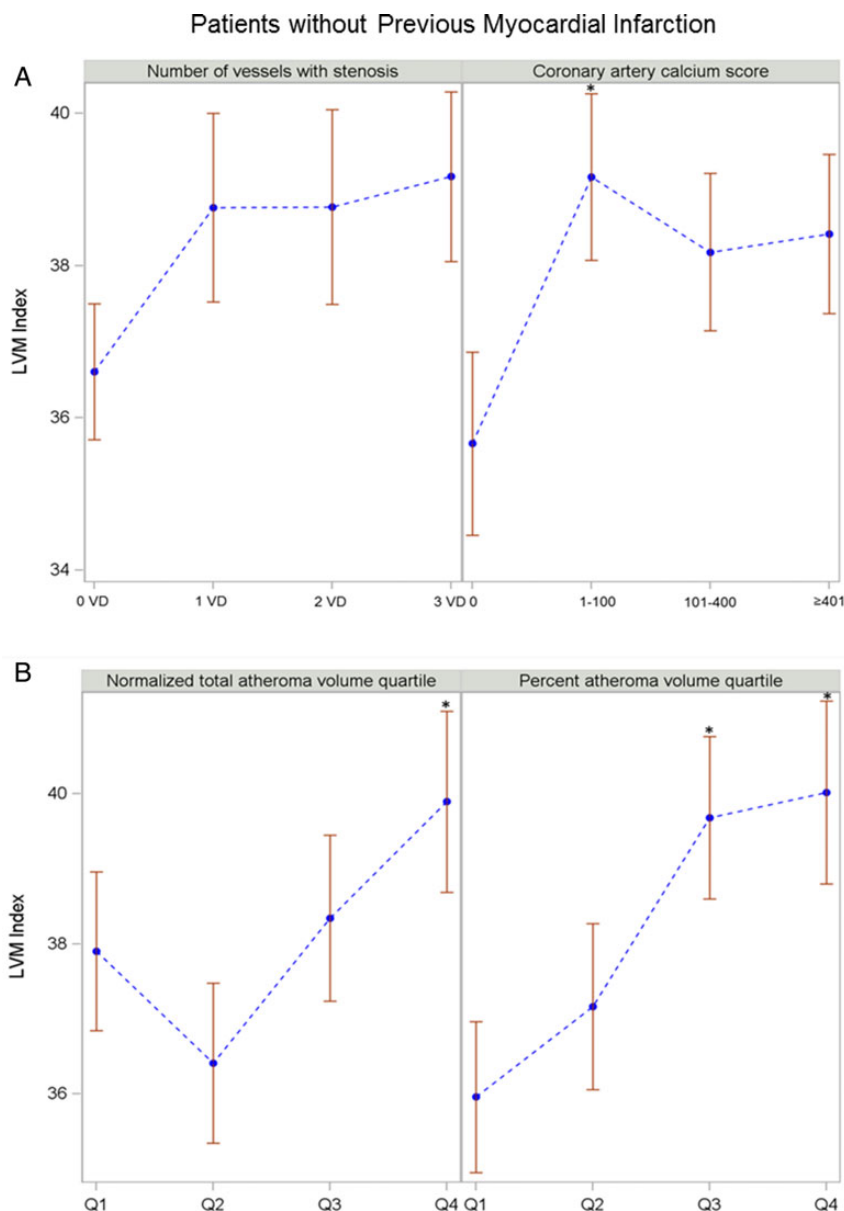 Patients without Previous Myocardial Infarction
A
Number of vessels with stenosis
Coronary artery calcium score
LVM Index
40
38
36
34
*
0 VD
1 VD
2 VD
3 VD
0
1-100
101-400
≥401
B
Normalized total atheroma volume quartile
Percent atheroma volume quartile
LVM Index
40
38
36
*
*
*
Q1
Q2
Q3
Q4
Q1
Q2
Q3
Q4